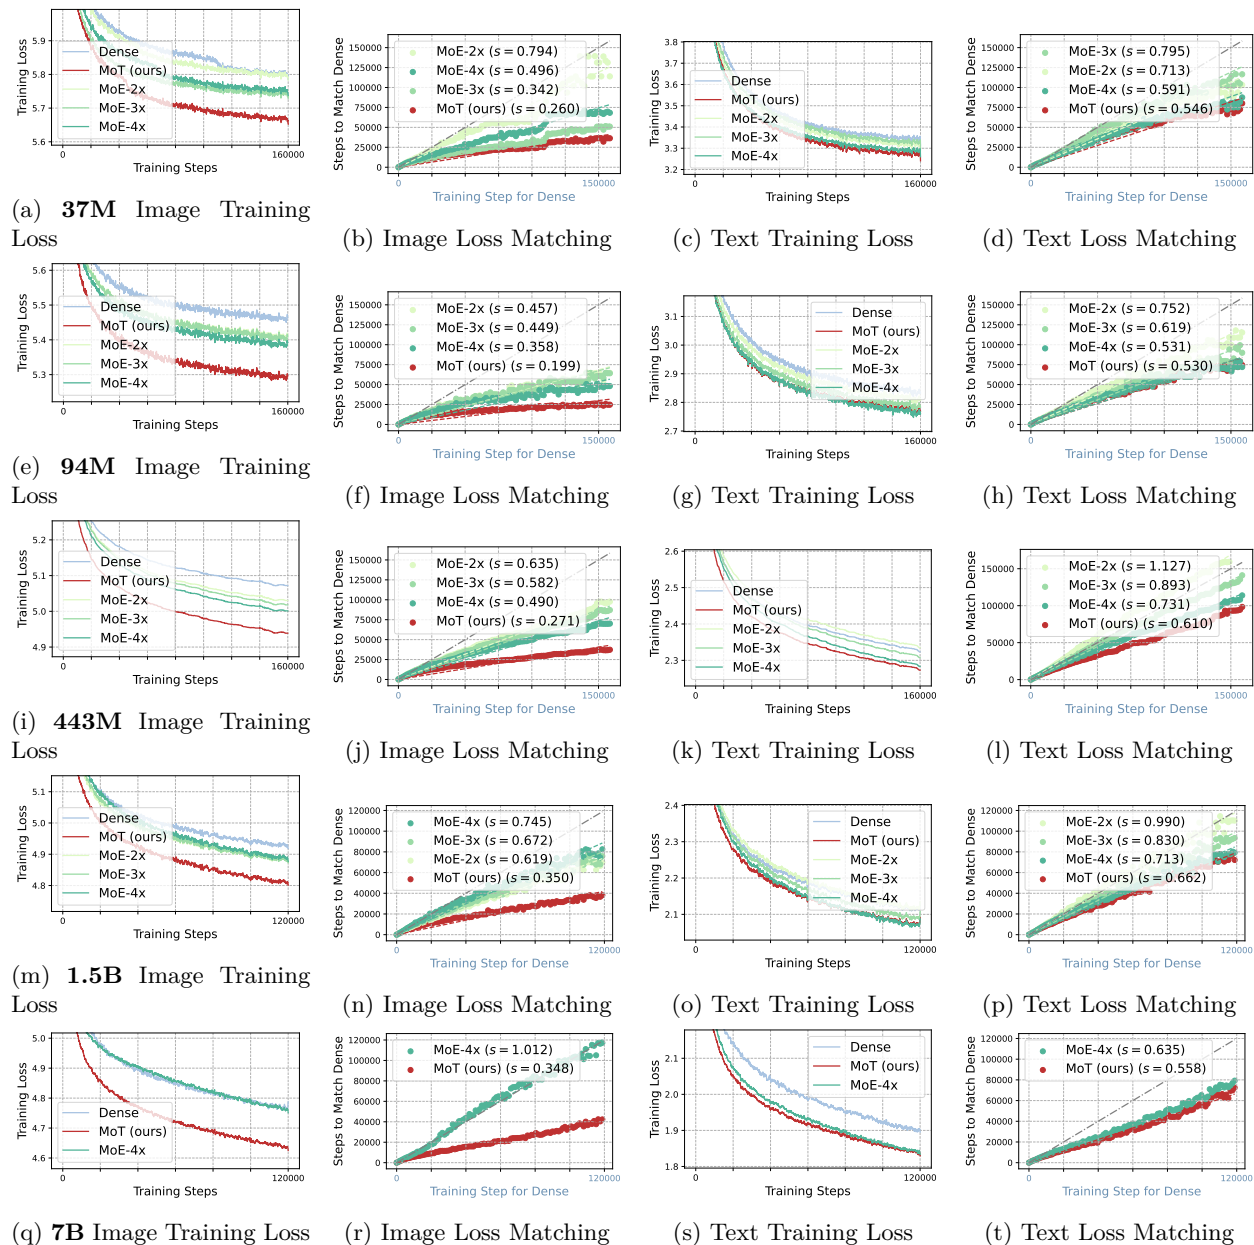 5.9
5.8
5.7
5.6
Training Loss
Dense
MoT (ours)
MoE-2x
MoE-3x
MoE-4x
0
160000
Training Steps
(a) 37M Image Training
Loss
150000
125000
100000
75000
50000
25000
0
Steps to Match Dense
MoE-2x (s = 0.794)
MoE-4x (s = 0.496)
MoE-3x (s = 0.342)
MoT (ours) (s = 0.260)
0
150000
Training Step for Dense
(b) Image Loss Matching
3.8
3.7
3.6
3.5
3.4
3.3
3.2
Training Loss
Dense
MoT (ours)
MoE-2x
MoE-3x
MoE-4x
0
160000
Training Steps
(c) Text Training Loss
150000
125000
100000
75000
50000
25000
0
Steps to Match Dense
MoE-3x (s = 0.795)
MoE-2x (s = 0.713)
MoE-4x (s = 0.591)
MoT (ours) (s = 0.546)
0
150000
Training Step for Dense
(d) Text Loss Matching
5.6
5.5
5.4
5.3
Training Loss
Dense
MoT (ours)
MoE-2x
MoE-3x
MoE-4x
0
160000
Training Steps
(e) 94M Image Training
Loss
150000
125000
100000
75000
50000
25000
0
Steps to Match Dense
MoE-2x (s = 0.457)
MoE-3x (s = 0.449)
MoE-4x (s = 0.358)
MoT (ours) (s = 0.199)
0
150000
Training Step for Dense
(f) Image Loss Matching
3.1
3.0
2.9
2.8
2.7
Training Loss
Dense
MoT (ours)
MoE-2x
MoE-3x
MoE-4x
0
160000
Training Steps
(g) Text Training Loss
150000
125000
100000
75000
50000
25000
0
Steps to Match Dense
MoE-2x (s = 0.752)
MoE-3x (s = 0.619)
MoE-4x (s = 0.531)
MoT (ours) (s = 0.530)
0
150000
Training Step for Dense
(h) Text Loss Matching
5.2
5.1
5.0
4.9
Training Loss
Dense
MoT (ours)
MoE-2x
MoE-3x
MoE-4x
0
160000
Training Steps
(i) 443M Image Training
Loss
150000
125000
100000
75000
50000
25000
0
Steps to Match Dense
MoE-2x (s = 0.635)
MoE-3x (s = 0.582)
MoE-4x (s = 0.490)
MoT (ours) (s = 0.271)
0
150000
Training Step for Dense
(j) Image Loss Matching
2.6
2.5
2.4
2.3
Training Loss
Dense
MoT (ours)
MoE-2x
MoE-3x
MoE-4x
0
160000
Training Steps
(k) Text Training Loss
150000
125000
100000
75000
50000
25000
0
Steps to Match Dense
MoE-2x (s = 1.127)
MoE-3x (s = 0.893)
MoE-4x (s = 0.731)
MoT (ours) (s = 0.610)
0
150000
Training Step for Dense
(l) Text Loss Matching
5.1
5.0
4.9
4.8
Training Loss
Dense
MoT (ours)
MoE-2x
MoE-3x
MoE-4x
0
120000
Training Steps
(m) 1.5B Image Training
Loss
120000
100000
80000
60000
40000
20000
0
Steps to Match Dense
MoE-4x (s = 0.745)
MoE-3x (s = 0.672)
MoE-2x (s = 0.619)
MoT (ours) (s = 0.350)
0
120000
Training Step for Dense
(n) Image Loss Matching
2.4
2.3
2.2
2.1
Training Loss
Dense
MoT (ours)
MoE-2x
MoE-3x
MoE-4x
0
120000
Training Steps
(o) Text Training Loss
120000
100000
80000
60000
40000
20000
0
Steps to Match Dense
MoE-2x (s = 0.990)
MoE-3x (s = 0.830)
MoE-4x (s = 0.713)
MoT (ours) (s = 0.662)
0
120000
Training Step for Dense
(p) Text Loss Matching
5.0
4.9
4.8
4.7
4.6
Training Loss
Dense
MoT (ours)
MoE-4x
0
120000
Training Steps
(q) 7B Image Training Loss
120000
100000
80000
60000
40000
20000
0
Steps to Match Dense
MoE-4x (s = 1.012)
MoT (ours) (s = 0.348)
0
120000
Training Step for Dense
(r) Image Loss Matching
2.1
2.0
1.9
1.8
Training Loss
Dense
MoT (ours)
MoE-4x
0
120000
Training Steps
(s) Text Training Loss
120000
100000
80000
60000
40000
20000
0
Steps to Match Dense
MoE-4x (s = 0.635)
MoT (ours) (s = 0.558)
0
120000
Training Step for Dense
(t) Text Loss Matching